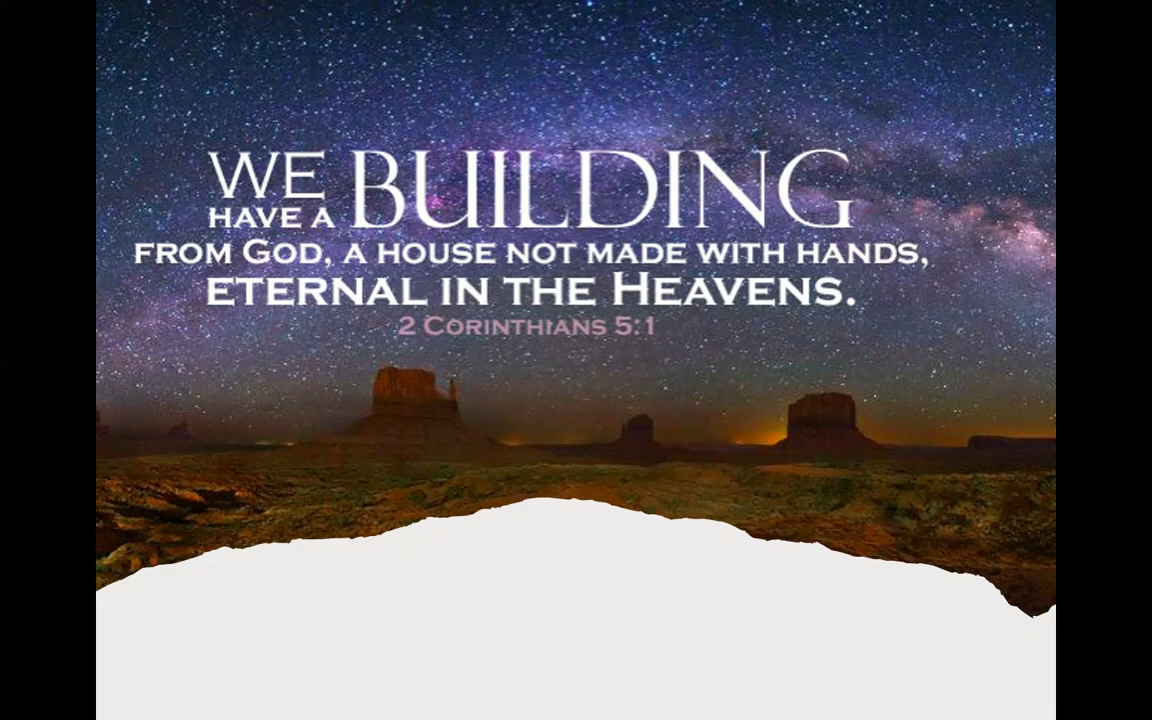 WE BUILDING
HAVE A
FROM GOD, A HOUSE NOT MADE WITH HANDS,
ETERNAL IN THE HEAVENS.
2 CORINTHIANS 5:1